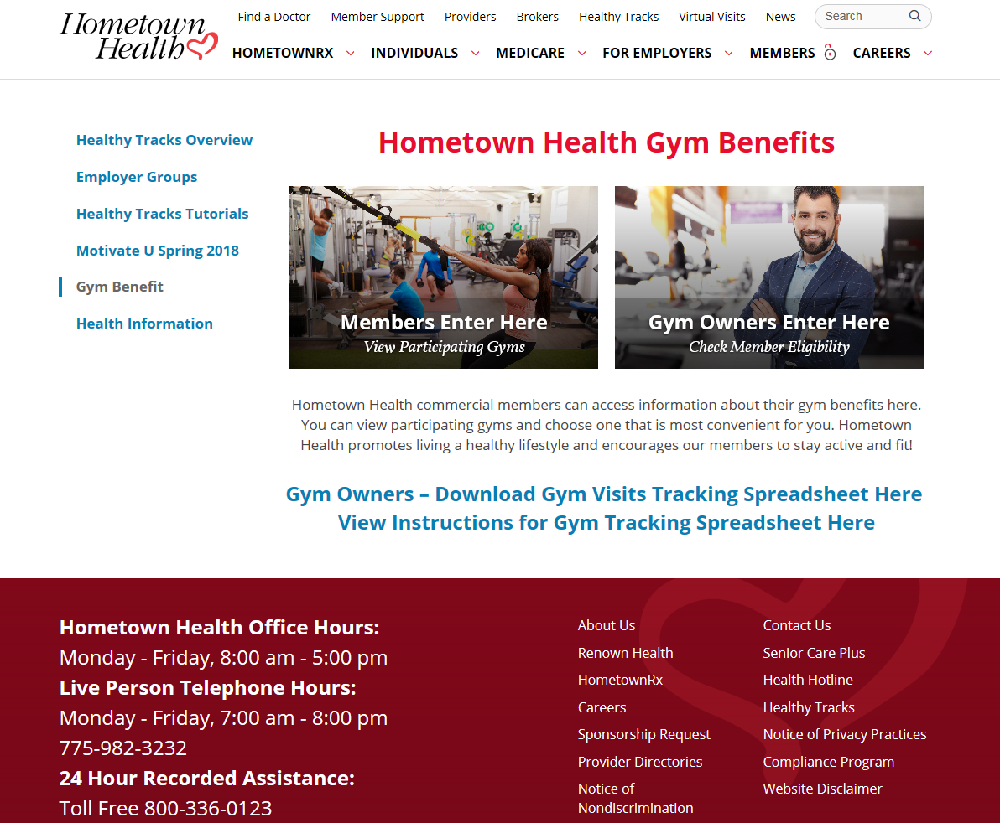 Hometown
Health
Find a Doctor Member Support Providers Brokers Healthy Tracks Virtual Visits News Search
HOMETOWNRX INDIVIDUALS MEDICARE FOR EMPLOYERS MEMBERS CAREERS
Healthy Tracks Overview
Employer Groups
Healthy Tracks Tutorials
Motivate U Spring 2018
Gym Benefit
Health Information
Hometown Health Gym Benefits
Members Enter Here
View Participating Gyms
Gym Owners Enter Here
Check Member Eligibility
Hometown Health commercial members can access information about their gym benefits here.
You can view participating gyms and choose one that is most convenient for you. Hometown
Health promotes living a healthy lifestyle and encourages our members to stay active and fit!
Gym Owners – Download Gym Visits Tracking Spreadsheet Here
View Instructions for Gym Tracking Spreadsheet Here
Hometown Health Office Hours:
Monday - Friday, 8:00 am - 5:00 pm
Live Person Telephone Hours:
Monday - Friday, 7:00 am - 8:00 pm
775-982-3232
24 Hour Recorded Assistance:
Toll Free 800-336-0123
About Us
Renown Health
HometownRx
Careers
Sponsorship Request
Provider Directories
Notice of
Nondiscrimination
Contact Us
Senior Care Plus
Health Hotline
Healthy Tracks
Notice of Privacy Practices
Compliance Program
Website Disclaimer